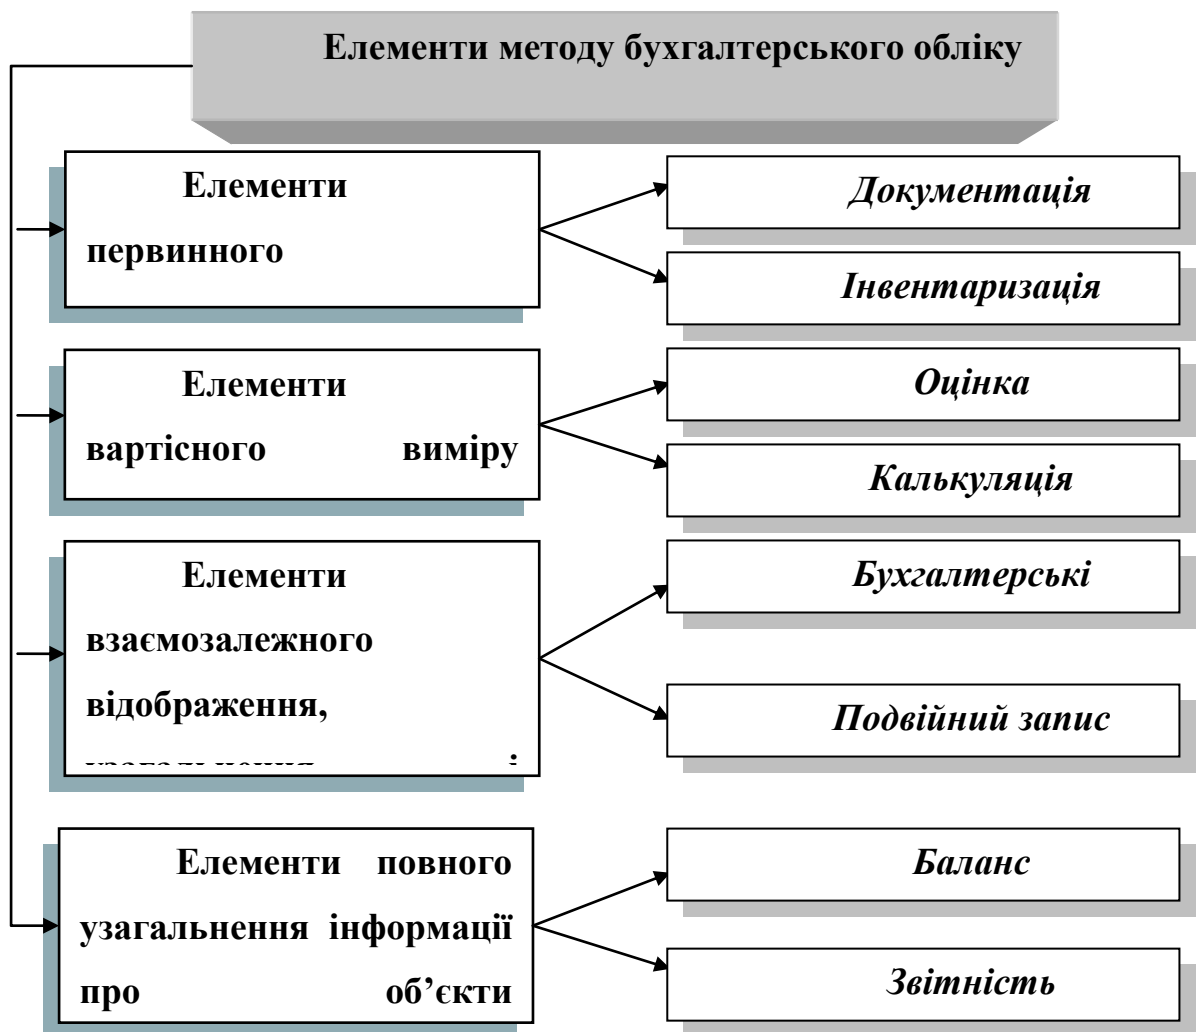 Елементи методу бухгалтерського обліку
Елементи
первинного
Документація
Інвентаризація
Елементи
вартісного виміру
Оцінка
Калькуляція
Елементи
взаємозалежного
відображення,
Бухгалтерські
Подвійний запис
Елементи повного
узагальнення інформації
про об’єкти
Баланс
Звітність